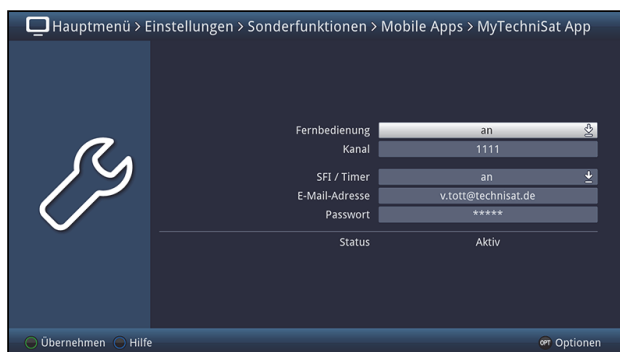 Hauptmenü > Einstellungen > Sonderfunktionen > Mobile Apps > MyTechniSat App
Fernbedienung an
Kanal 1111
SFI / Timer an
E-Mail-Adresse v.tott@technisat.de
Passwort *****
Status Aktiv
Übernehmen Hilfe OPT Optionen